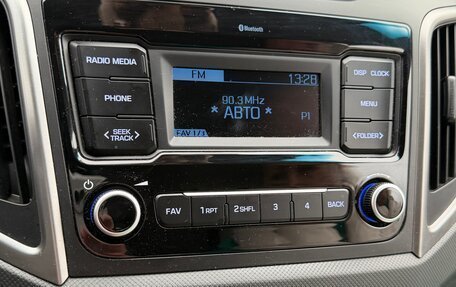 Bluetooth
RADIO MEDIA
FM
13:28
DISP CLOCK
90.3 MHz
PHONE
* АВТО *
P1
MENU
FAV 1/1
SEEK
TRACK
FOLDER
FAV
1 RPT
2 SHFL
3
4
BACK